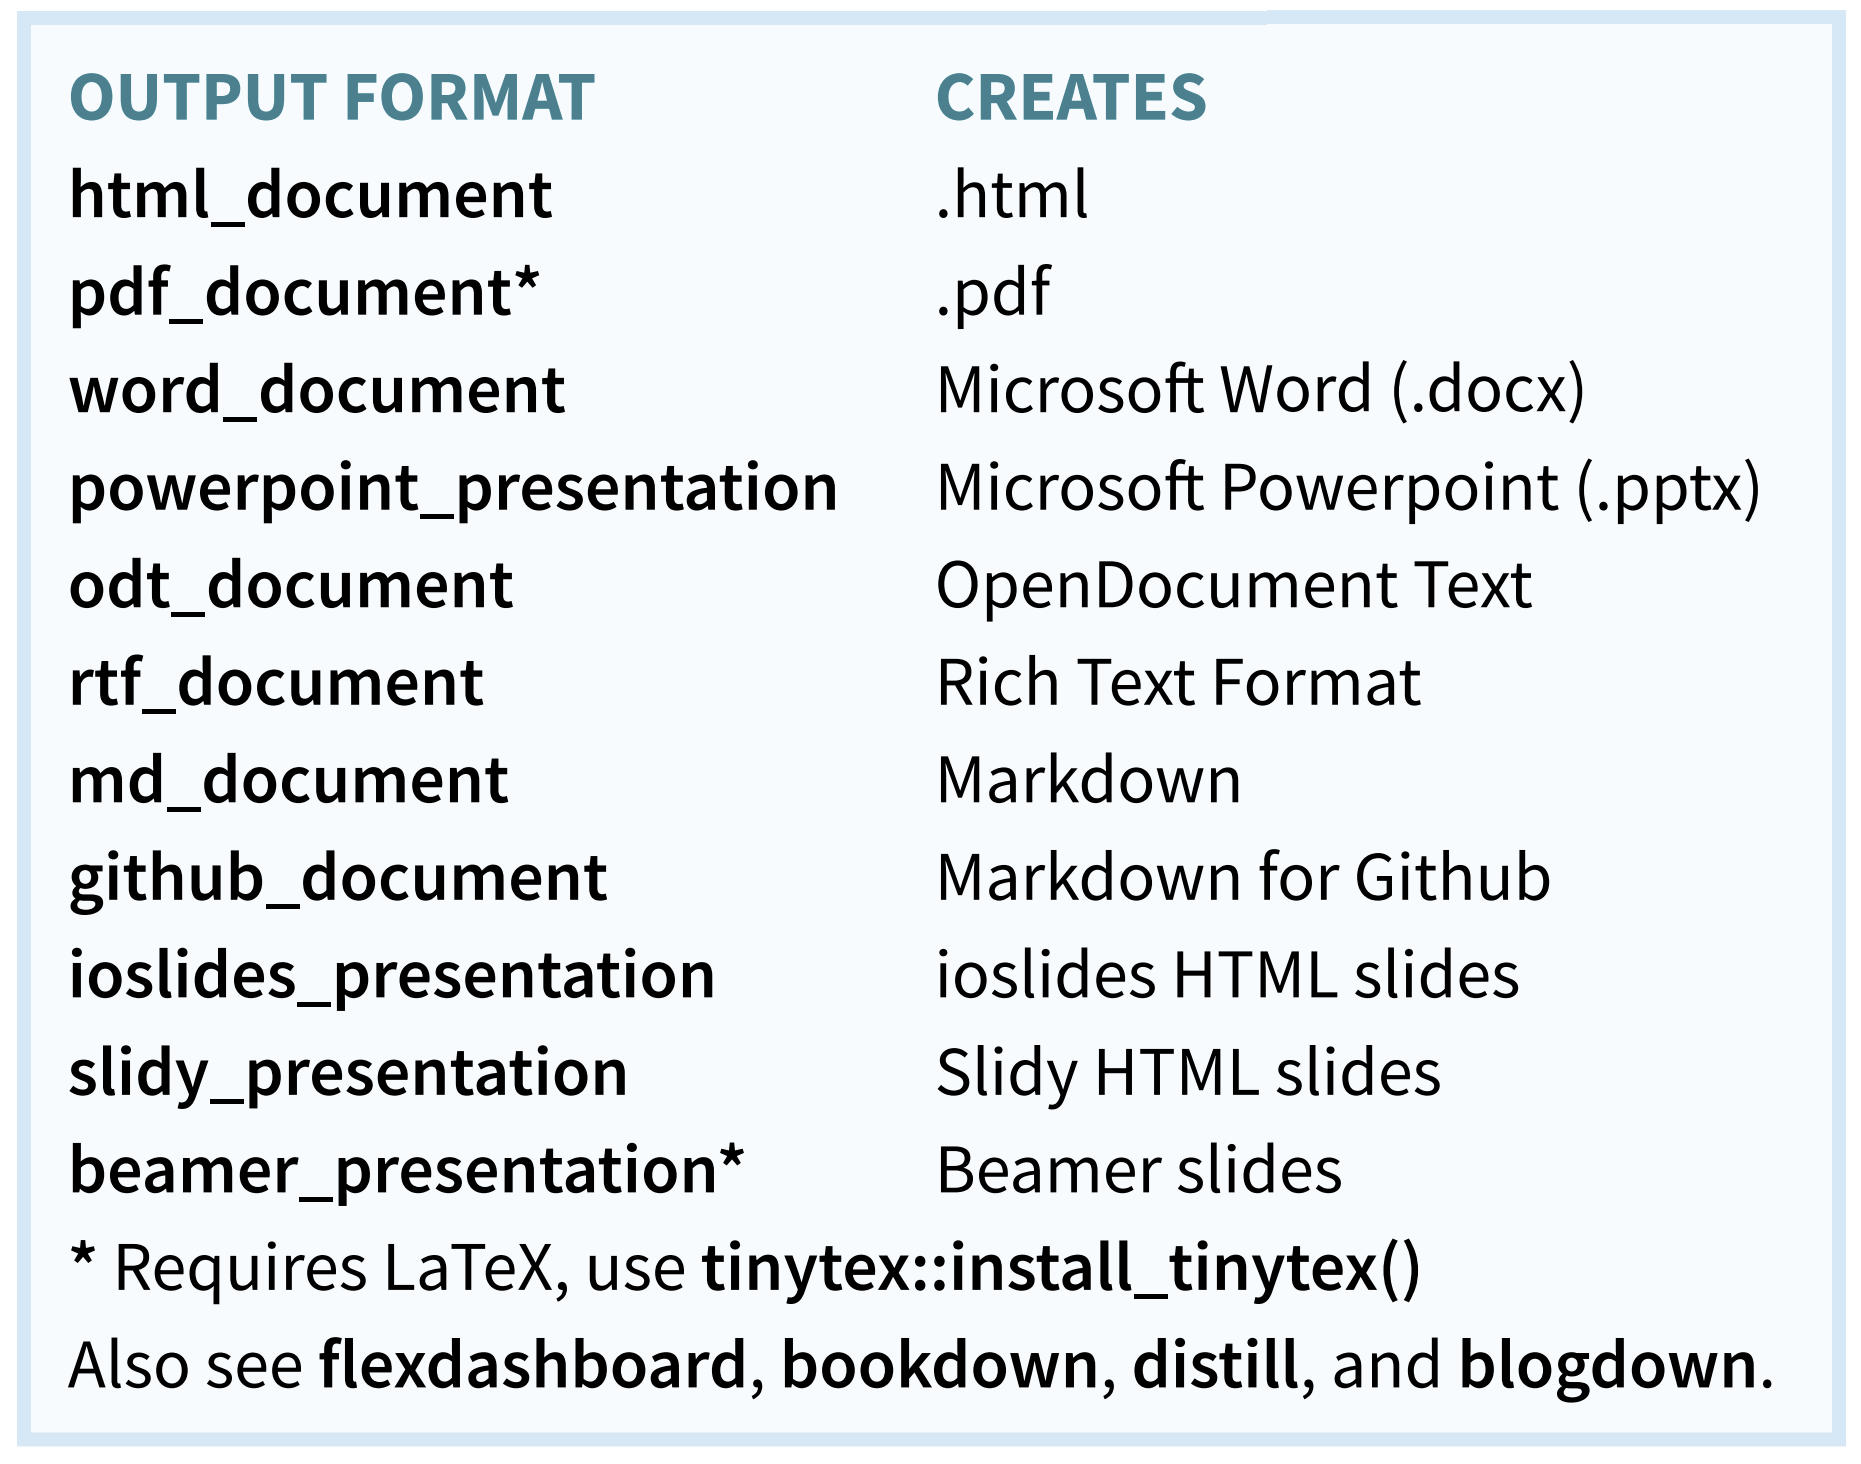 OUTPUT FORMAT CREATES
html_document .html
pdf_document* .pdf
word_document Microsoft Word (.docx)
powerpoint_presentation Microsoft Powerpoint (.pptx)
odt_document OpenDocument Text
rtf_document Rich Text Format
md_document Markdown
github_document Markdown for Github
ioslides_presentation ioslides HTML slides
slidy_presentation Slidy HTML slides
beamer_presentation* Beamer slides
* Requires LaTeX, use tinytex::install_tinytex()
Also see flexdashboard, bookdown, distill, and blogdown.